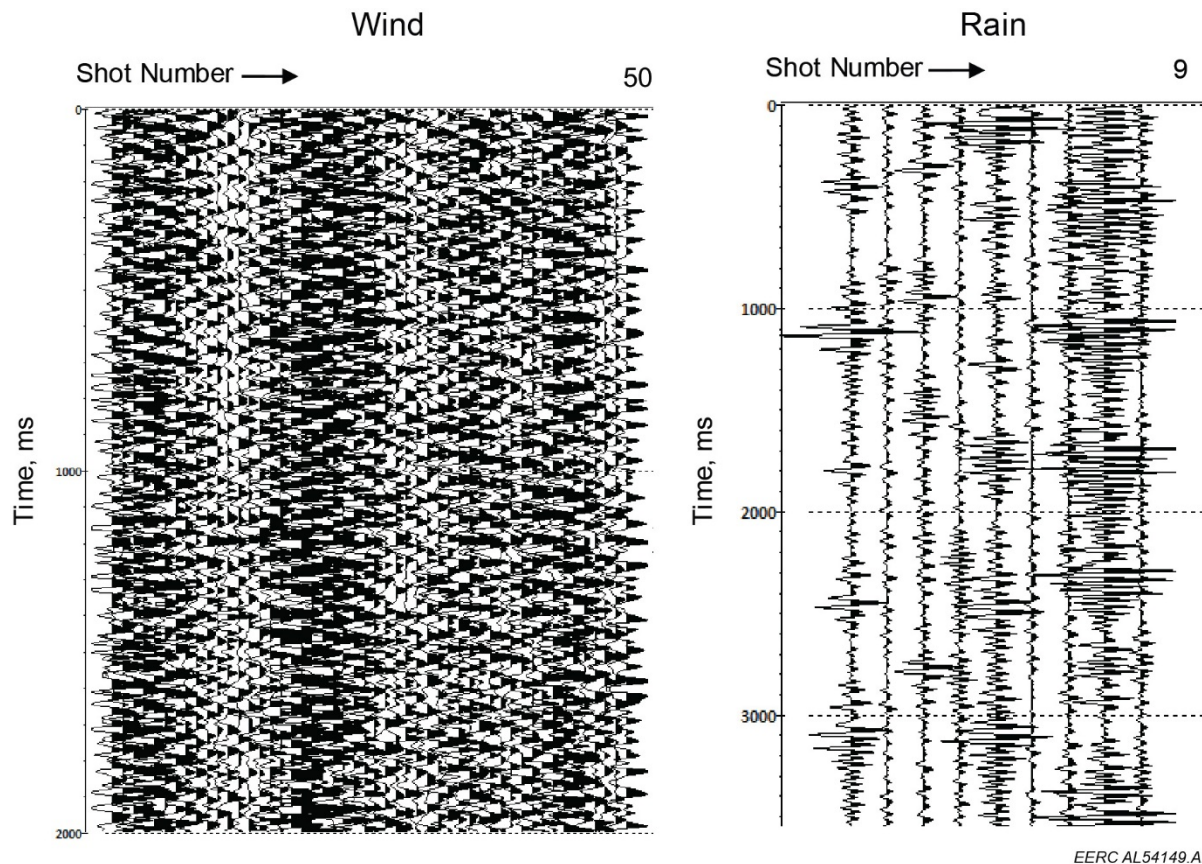 Wind
Shot Number
50
0
Time, ms
1000
2000
Rain
Shot Number
9
0
1000
Time, ms
2000
3000
EERC AL54149.AI